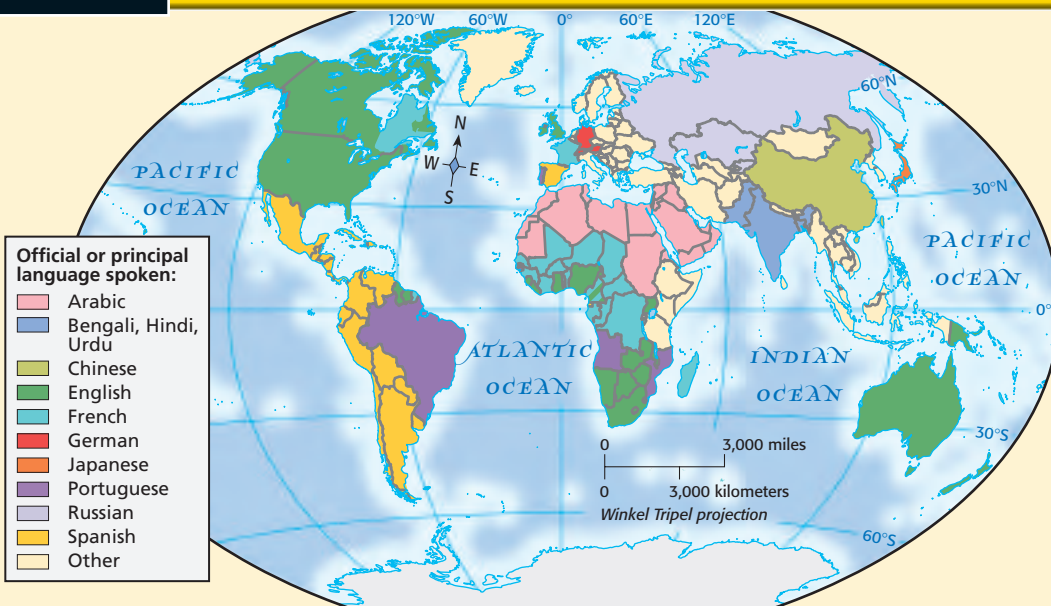 120°W 60°W 0° 60°E 120°E
60°N
N
W E
S
PACIFIC
OCEAN
30°N
PACIFIC
OCEAN
Official or principal
language spoken:
Arabic
Bengali, Hindi,
Urdu
Chinese
English
French
German
Japanese
Portuguese
Russian
Spanish
Other
0°
ATLANTIC
OCEAN
INDIAN
OCEAN
30°S
0 3,000 miles
0 3,000 kilometers
Winkel Tripel projection
60°S